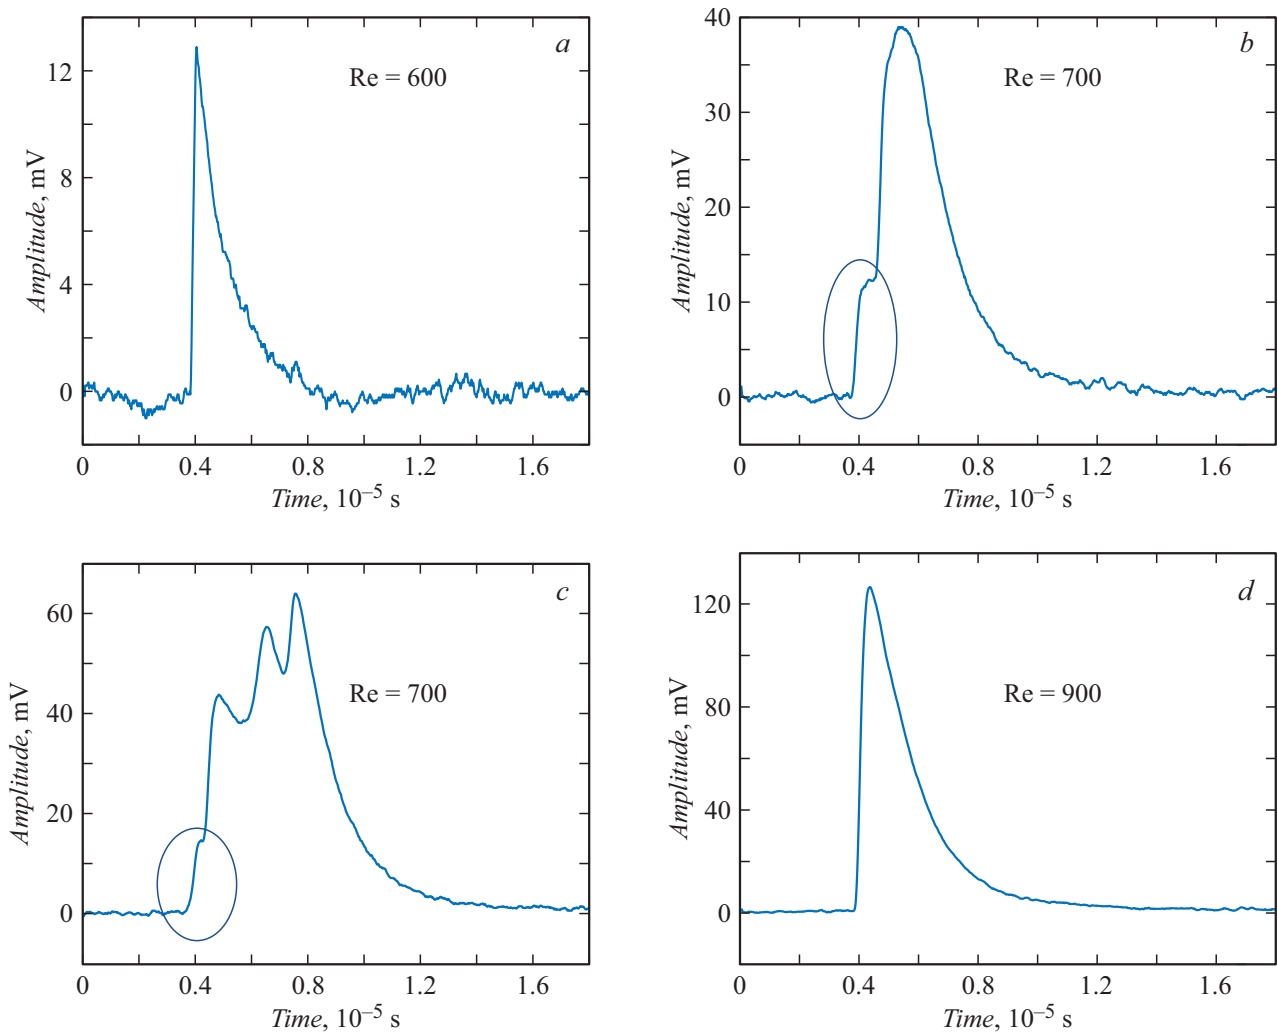 a
Re = 600
12
8
4
0
Amplitude, mV
0 0.4 0.8 1.2 1.6
Time, 10⁻⁵ s
b
Re = 700
40
30
20
10
0
Amplitude, mV
0 0.4 0.8 1.2 1.6
Time, 10⁻⁵ s
c
Re = 700
60
40
20
0
Amplitude, mV
0 0.4 0.8 1.2 1.6
Time, 10⁻⁵ s
d
Re = 900
120
80
40
0
Amplitude, mV
0 0.4 0.8 1.2 1.6
Time, 10⁻⁵ s